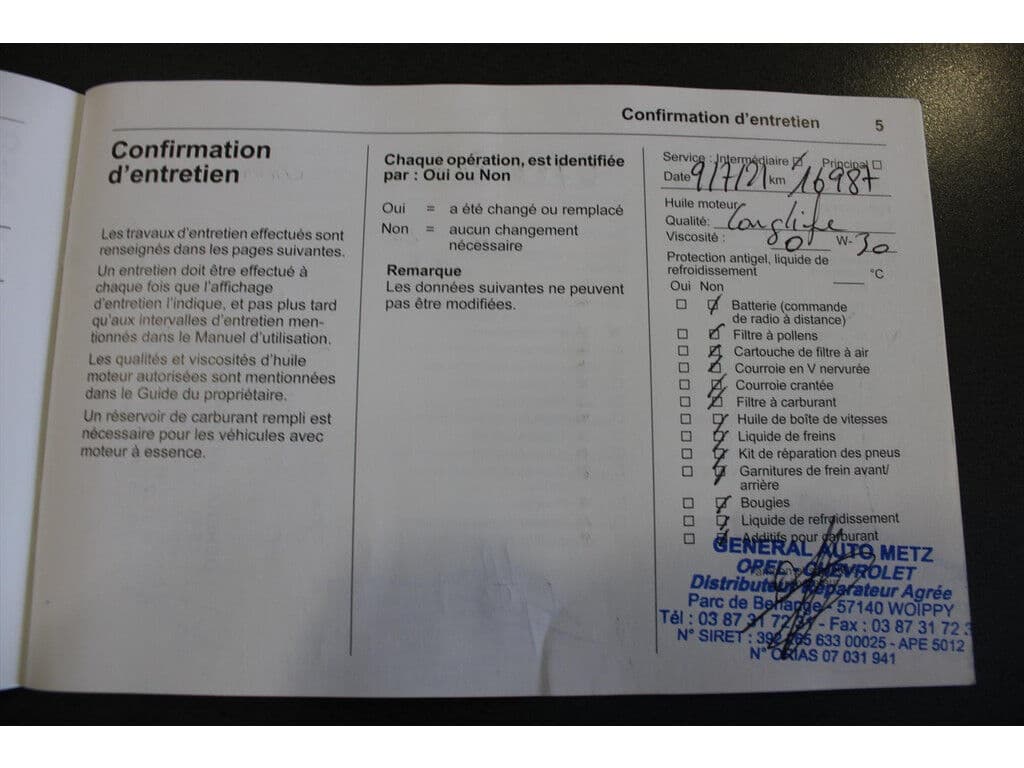 Confirmation d'entretien 5
Confirmation
d'entretien
Les travaux d'entretien effectués sont
renseignés dans les pages suivantes.
Un entretien doit être effectué à
chaque fois que l'affichage
d'entretien l'indique, et pas plus tard
qu'aux intervalles d'entretien men-
tionnés dans le Manuel d'utilisation.
Les qualités et viscosités d'huile
moteur autorisées sont mentionnées
dans le Guide du propriétaire.
Un réservoir de carburant rempli est
nécessaire pour les véhicules avec
moteur à essence.
Chaque opération, est identifiée
par : Oui ou Non
Oui = a été changé ou remplacé
Non = aucun changement
nécessaire
Remarque
Les données suivantes ne peuvent
pas être modifiées.
Service : Intermédiaire Principal
Date 9/7/21 km 16987
Huile moteur
Qualité: Longlife
Viscosité : 0 W- 30
Protection antigel, liquide de
refroidissement °C
Oui Non
Batterie (commande
de radio à distance)
Filtre à pollens
Cartouche de filtre à air
Courroie en V nervurée
Courroie crantée
Filtre à carburant
Huile de boîte de vitesses
Liquide de freins
Kit de réparation des pneus
Garnitures de frein avant/
arrière
Bougies
Liquide de refroidissement
Additifs pour carburant
GENERAL AUTO METZ
OPEL - CHEVROLET
Distributeur Réparateur Agréé
Parc de Berlange - 57140 WOIPPY
Tél : 03 87 31 72 - Fax : 03 87 31 72
N° SIRET : 633 00025 - APE 5012
N° ORIAS 07 031 941